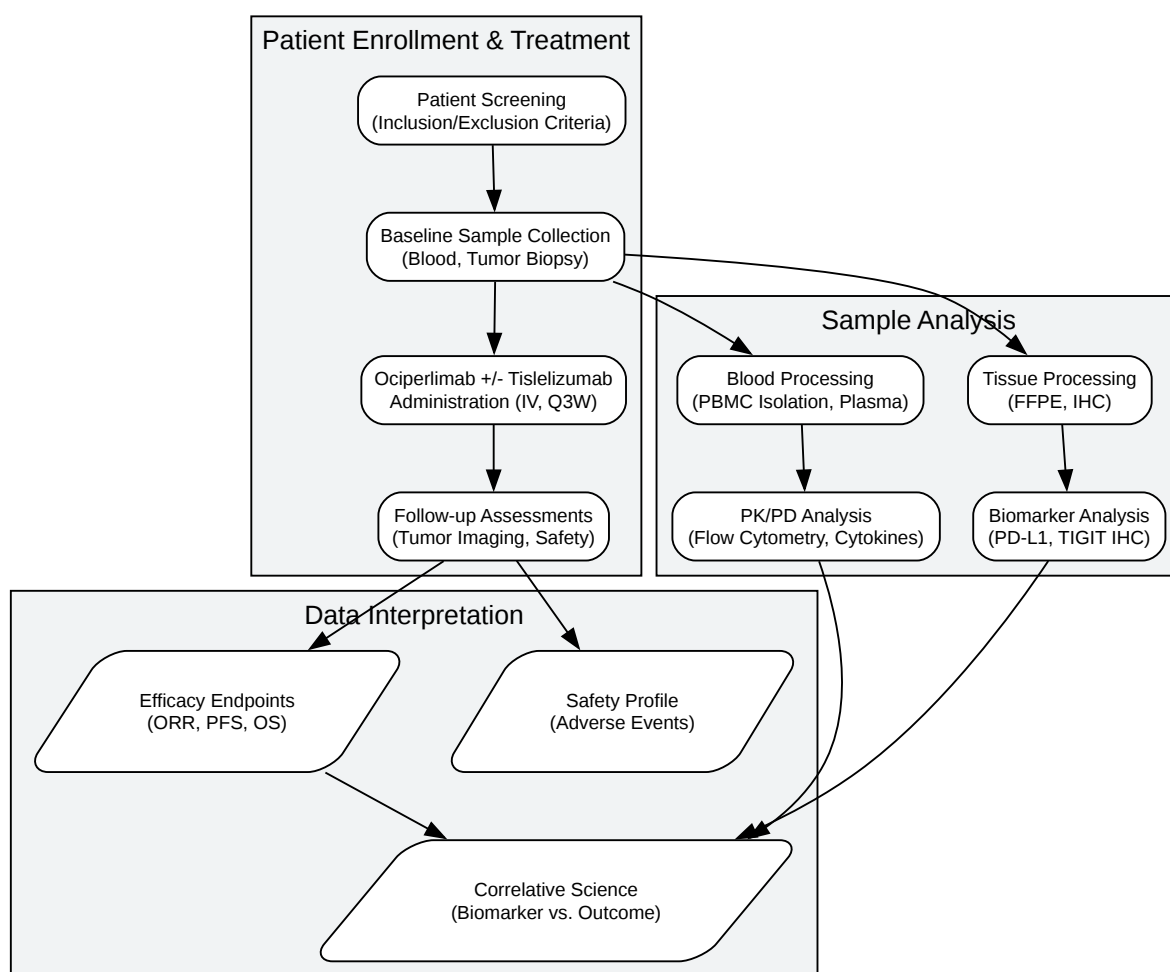 Patient Enrollment & Treatment
Patient Screening
(Inclusion/Exclusion Criteria)
Baseline Sample Collection
(Blood, Tumor Biopsy)
Ociperlimab +/- Tislelizumab
Administration (IV, Q3W)
Follow-up Assessments
(Tumor Imaging, Safety)
Sample Analysis
Blood Processing
(PBMC Isolation, Plasma)
Tissue Processing
(FFPE, IHC)
PK/PD Analysis
(Flow Cytometry, Cytokines)
Biomarker Analysis
(PD-L1, TIGIT IHC)
Data Interpretation
Efficacy Endpoints
(ORR, PFS, OS)
Safety Profile
(Adverse Events)
Correlative Science
(Biomarker vs. Outcome)